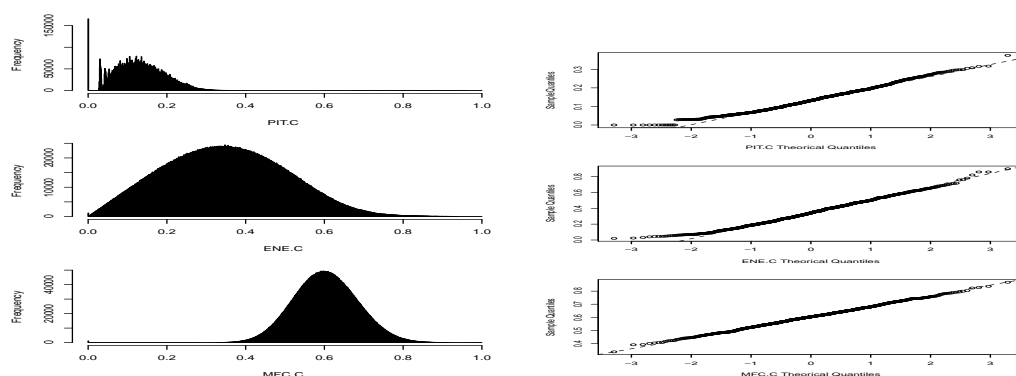 Frequency
0 50000 150000
0.0 0.2 0.4 0.6 0.8 1.0
PIT.C
Frequency
0 10000 20000
0.0 0.2 0.4 0.6 0.8 1.0
ENE.C
Frequency
0 20000 40000
0.0 0.2 0.4 0.6 0.8 1.0
MFC.C
Sample Quantiles
0.0 0.1 0.2 0.3
−3 −2 −1 0 1 2 3
PIT.C Theorical Quantiles
Sample Quantiles
0.0 0.2 0.4 0.6 0.8
−3 −2 −1 0 1 2 3
ENE.C Theorical Quantiles
Sample Quantiles
0.4 0.5 0.6 0.7 0.8
−3 −2 −1 0 1 2 3
MFC.C Theorical Quantiles